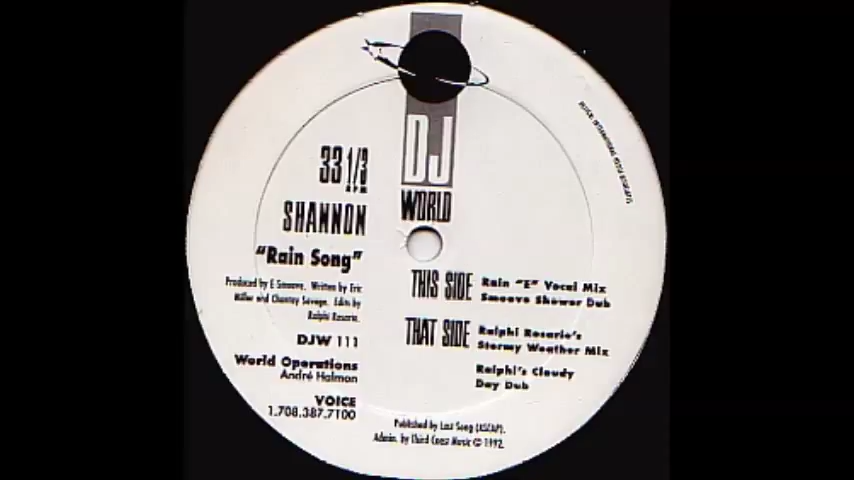 DJ
WORLD
33 1/3
R.P.M.
SHANNON
"Rain Song"
Produced by E-Smoove. Written by Eric
Miller and Chantay Savage. Edits by
Ralphi Rosario.
DJW 111
World Operations
André Halmon
VOICE
1.708.387.7100
THIS SIDE
Rain "E" Vocal Mix
Smoove Shower Dub
THAT SIDE
Ralphi Rosario's
Stormy Weather Mix
Ralphi's Cloudy
Day Dub
Published by Last Song (ASCAP).
Admin. by Third Coast Music © 1992.